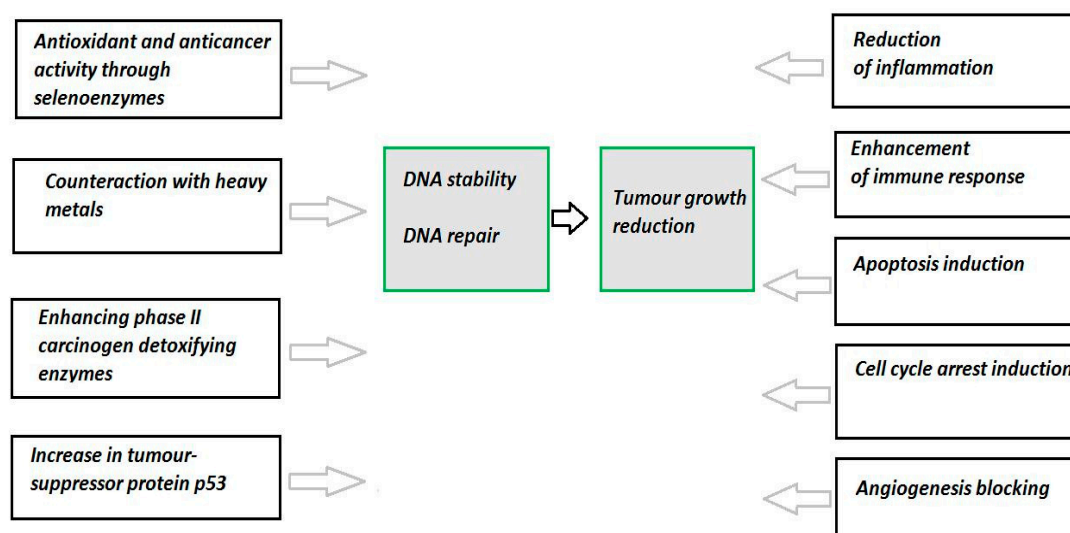 Antioxidant and anticancer
activity through
selenoenzymes
Counteraction with heavy
metals
Enhancing phase II
carcinogen detoxifying
enzymes
Increase in tumour-
suppressor protein p53
DNA stability
DNA repair
Tumour growth
reduction
Reduction
of inflammation
Enhancement
of immune response
Apoptosis induction
Cell cycle arrest induction
Angiogenesis blocking